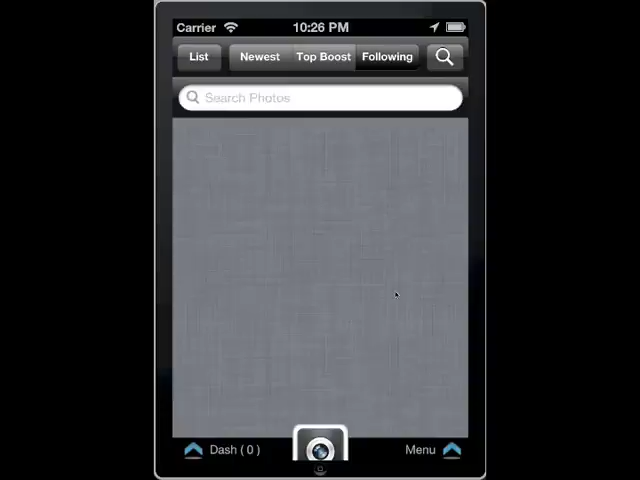 Carrier 10:26 PM
List Newest Top Boost Following
Search Photos
Dash ( 0 ) Menu